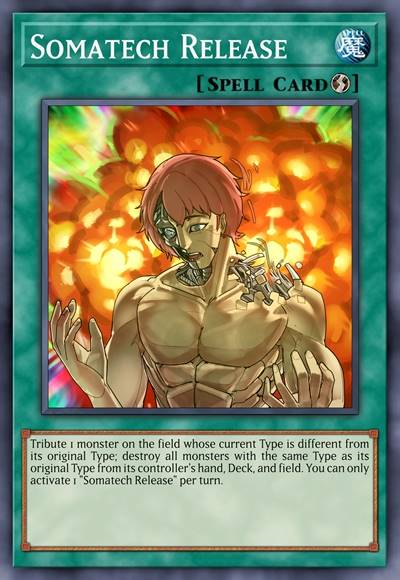 Somatech Release
魔
[Spell Card]
Tribute 1 monster on the field whose current Type is different from
its original Type; destroy all monsters with the same Type as its
original Type from its controller's hand, Deck, and field. You can only
activate 1 "Somatech Release" per turn.